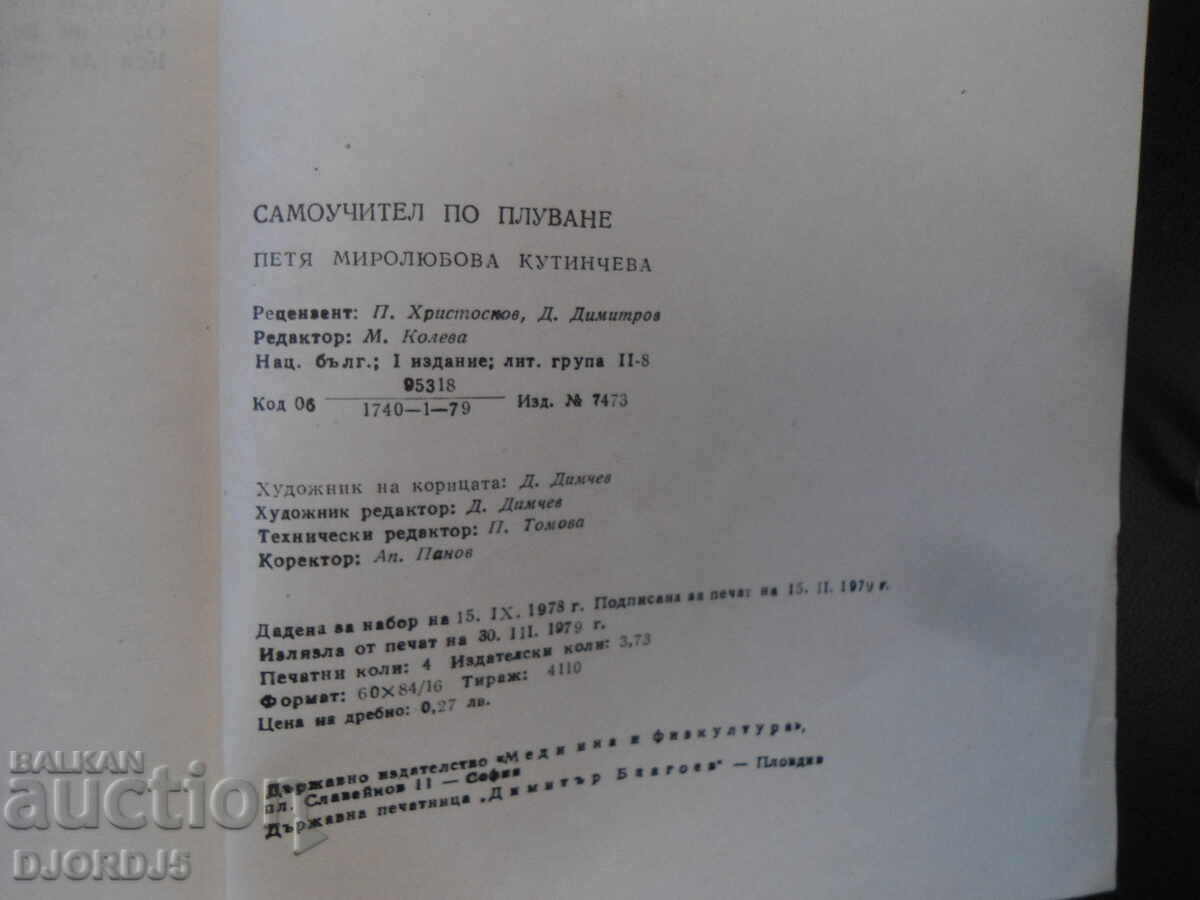 САМОУЧИТЕЛ ПО ПЛУВАНЕ
ПЕТЯ МИРОЛЮБОВА КУТИНЧЕВА
Рецензент: П. Христосков, Д. Димитров
Редактор: М. Колева
Нац. бълг.; I издание; лит. група II-8
95318
Код 06 Изд. № 7473
1740—1—79
Художник на корицата: Д. Димчев
Художник редактор: Д. Димчев
Технически редактор: П. Томова
Коректор: Ап. Панов
Дадена за набор на 15. IX. 1978 г. Подписана за печат на 15. II. 1979 г.
Излязла от печат на 30. III. 1979 г.
Печатни коли: 4 Издателски коли: 3,73
Формат: 60×84/16 Тираж: 4110
Цена на дребно: 0,27 лв.
Държавно издателство «Медицина и физкултура»,
пл. Славейков 11 — София
Държавна печатница „Димитър Благоев“ — Пловдив
BALKAN
auction
DJORDJ5